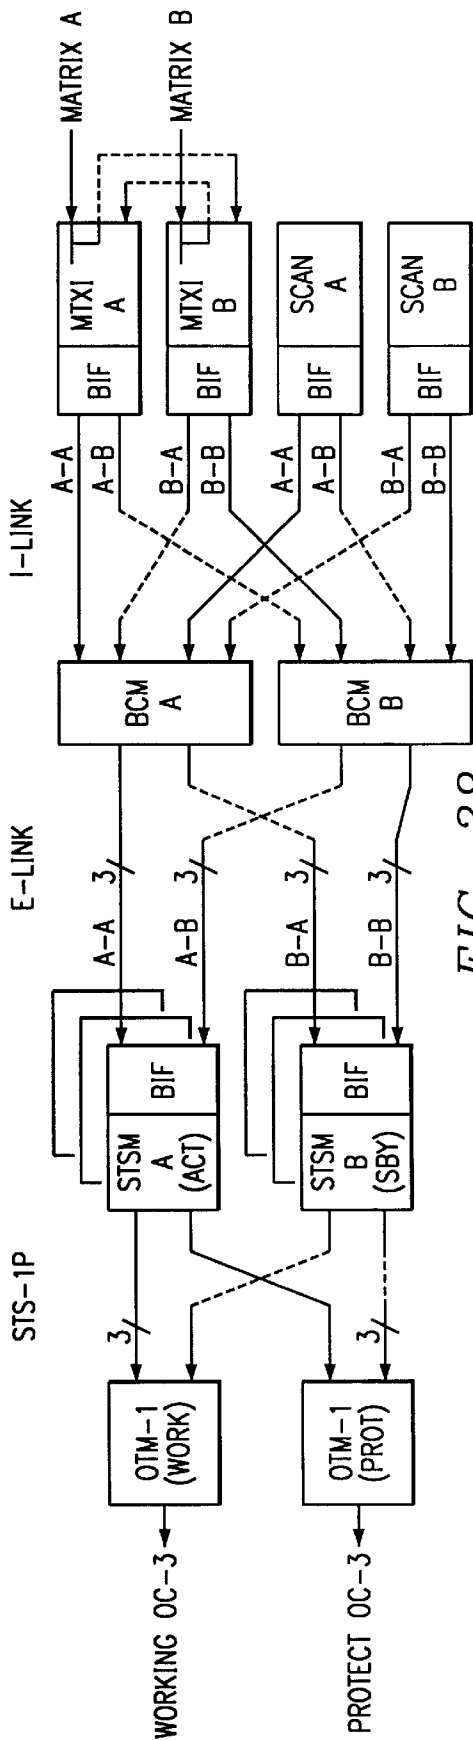 STS-1P
E-LINK
I-LINK
WORKING OC-3
OTM-1
(WORK)
3
STSM
A
(ACT)
BIF
A-A
3
A-B
3
BCM
A
A-A
A-B
BIF
MTXI
A
MATRIX A
B-A
B-B
BIF
MTXI
B
MATRIX B
PROTECT OC-3
OTM-1
(PROT)
3
STSM
B
(SBY)
BIF
B-A
3
B-B
3
BCM
B
A-A
A-B
BIF
SCAN
A
B-A
B-B
BIF
SCAN
B